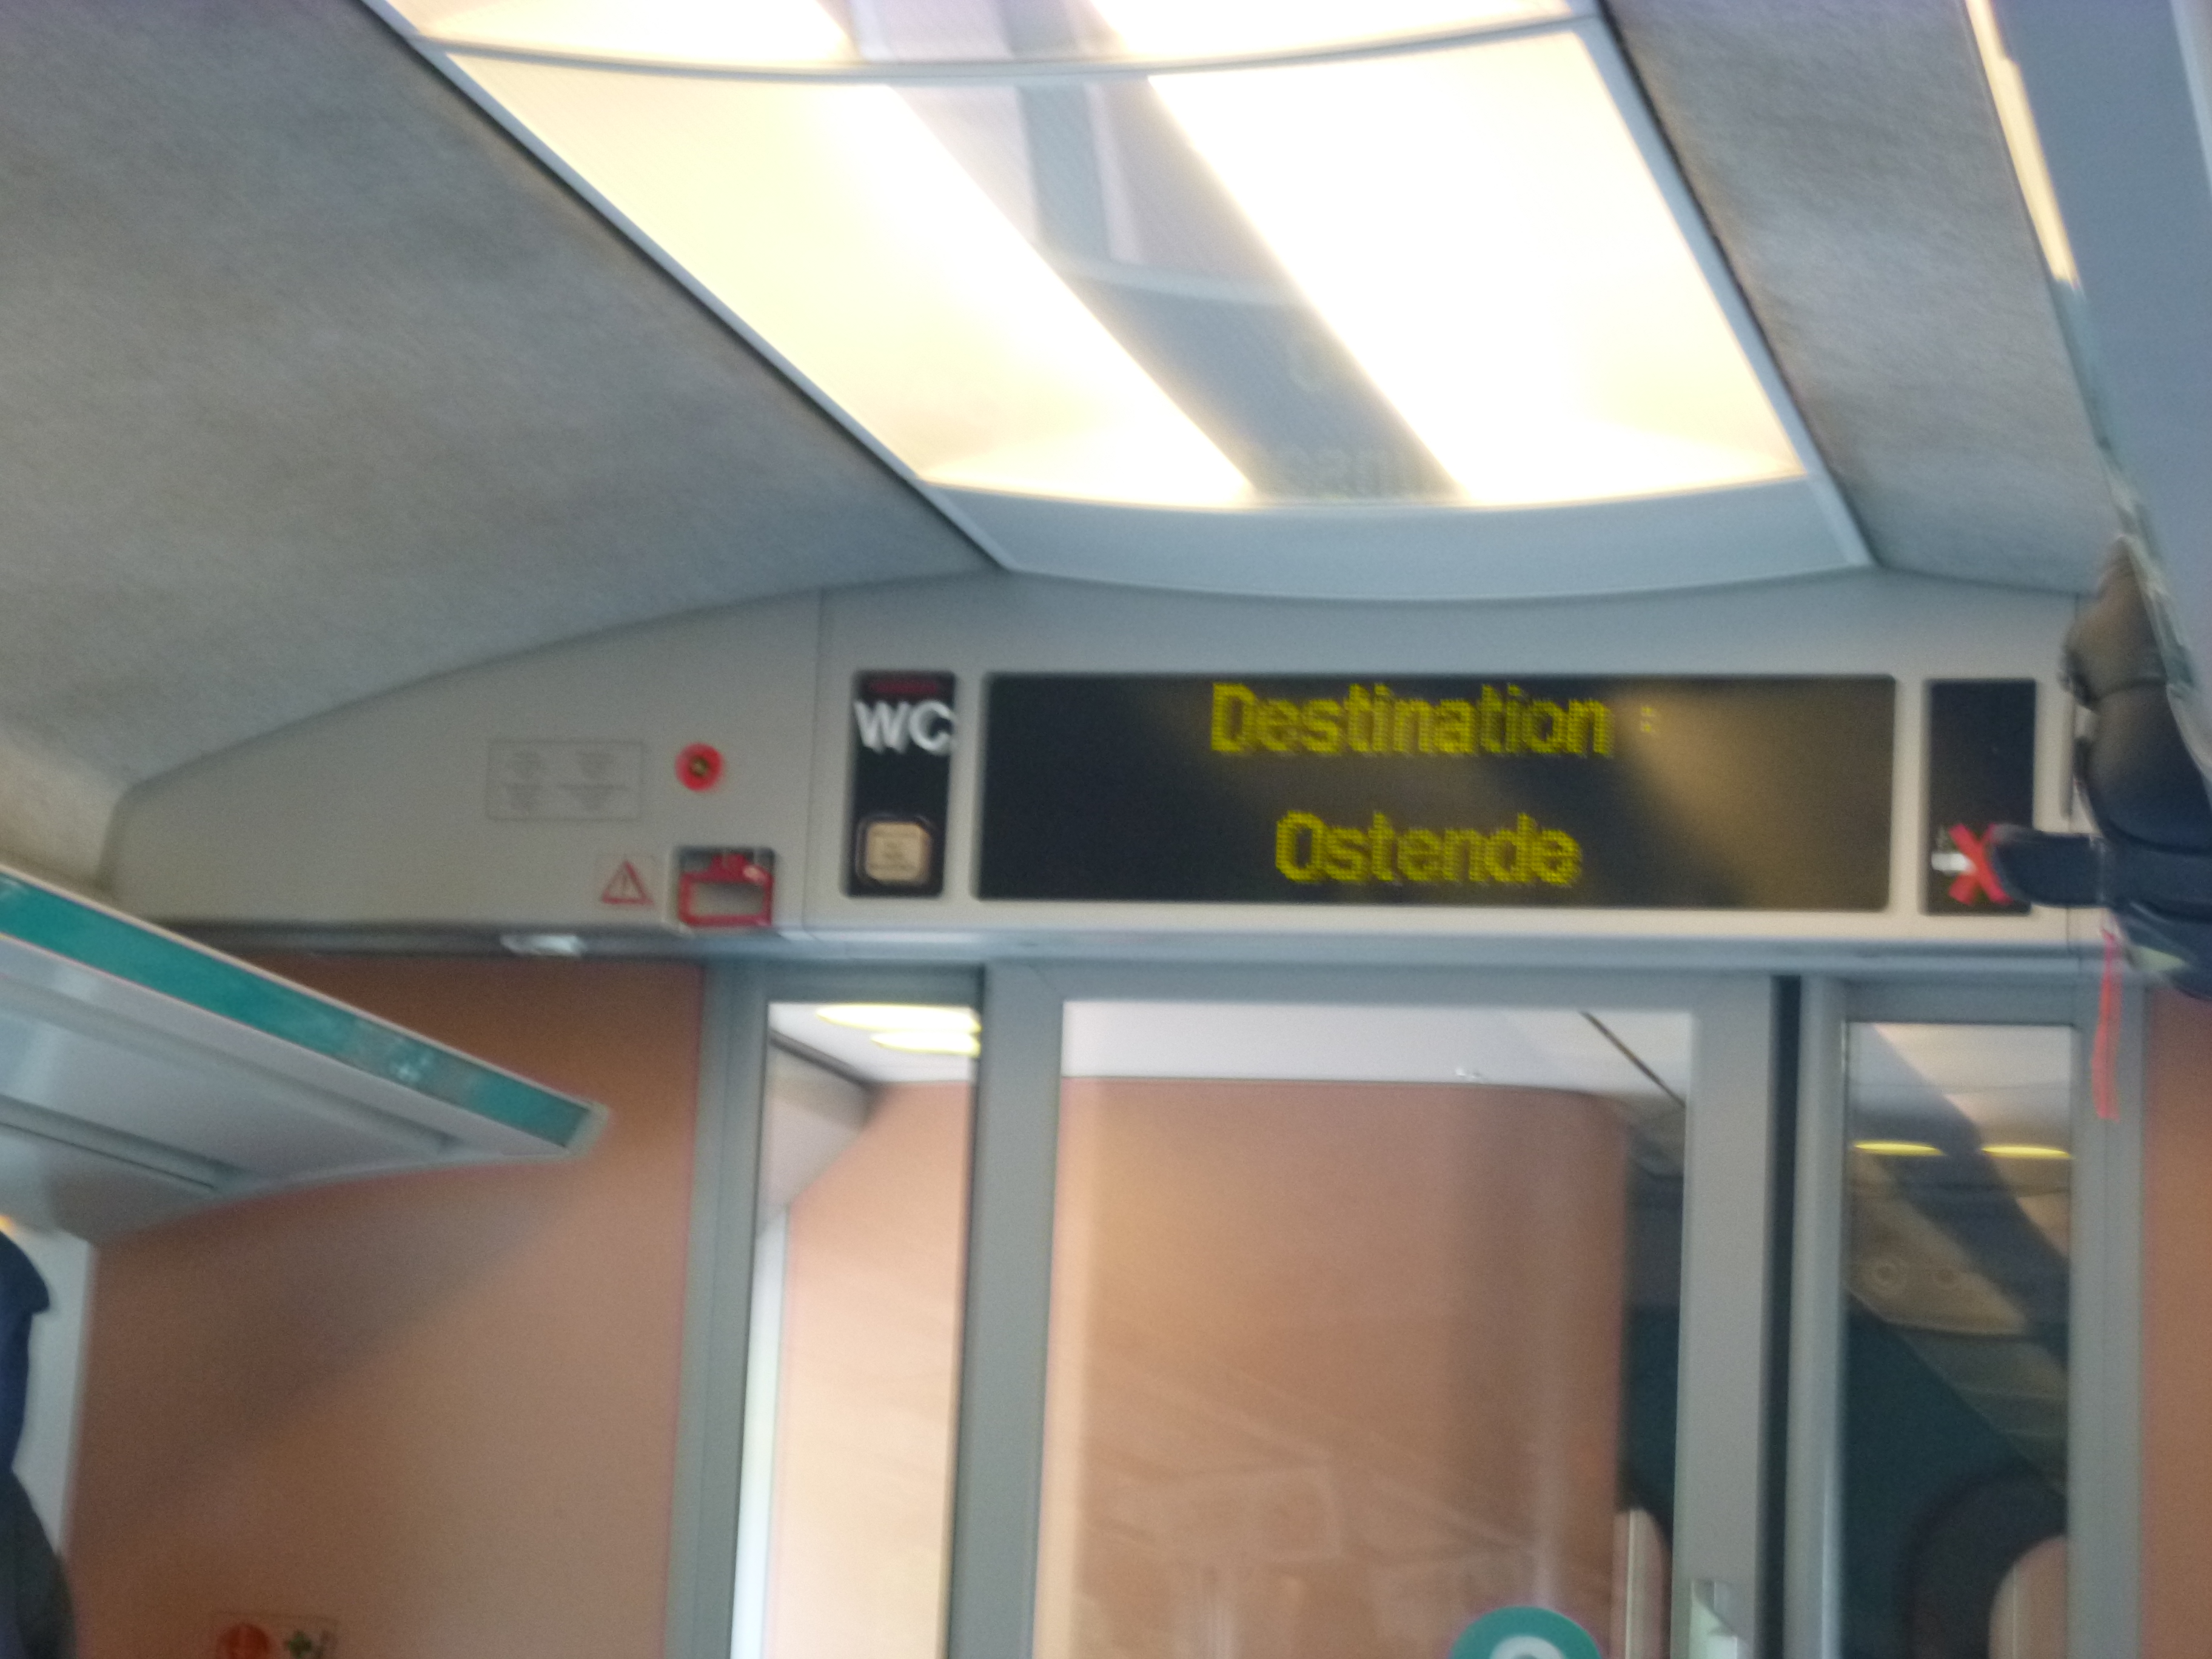 WC
Destination :
Ostende